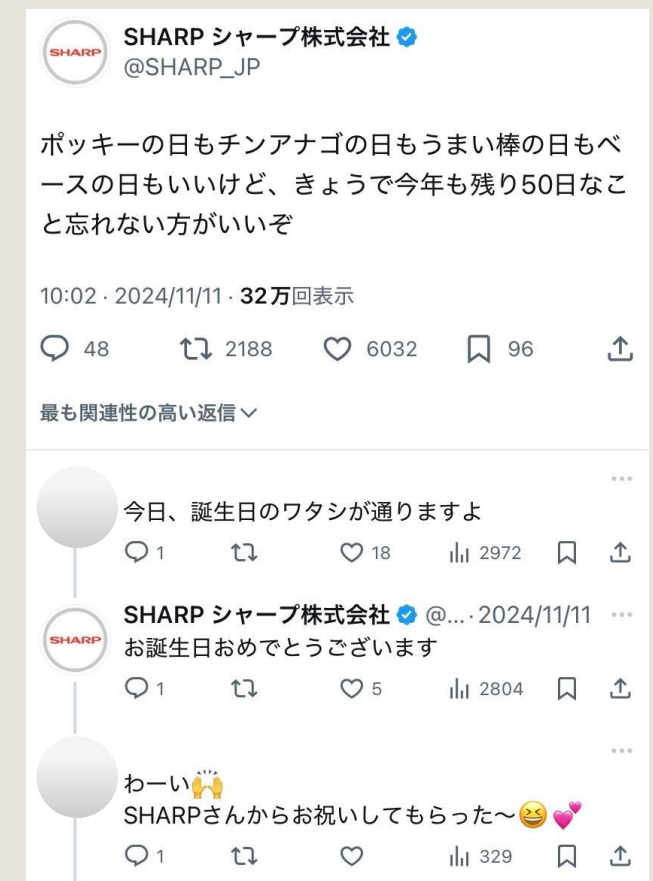 SHARP
SHARP シャープ株式会社
@SHARP_JP
ポッキーの日もチンアナゴの日もうまい棒の日もベ
ースの日もいいけど、きょうで今年も残り50日なこ
と忘れない方がいいぞ
10:02 · 2024/11/11 · 32万回表示
48 2188 6032 96
最も関連性の高い返信
今日、誕生日のワタシが通りますよ
1 18 2972
SHARP
SHARP シャープ株式会社 @... · 2024/11/11
お誕生日おめでとうございます
1 5 2804
わーい🙌
SHARPさんからお祝いしてもらった〜😆💕
1 329